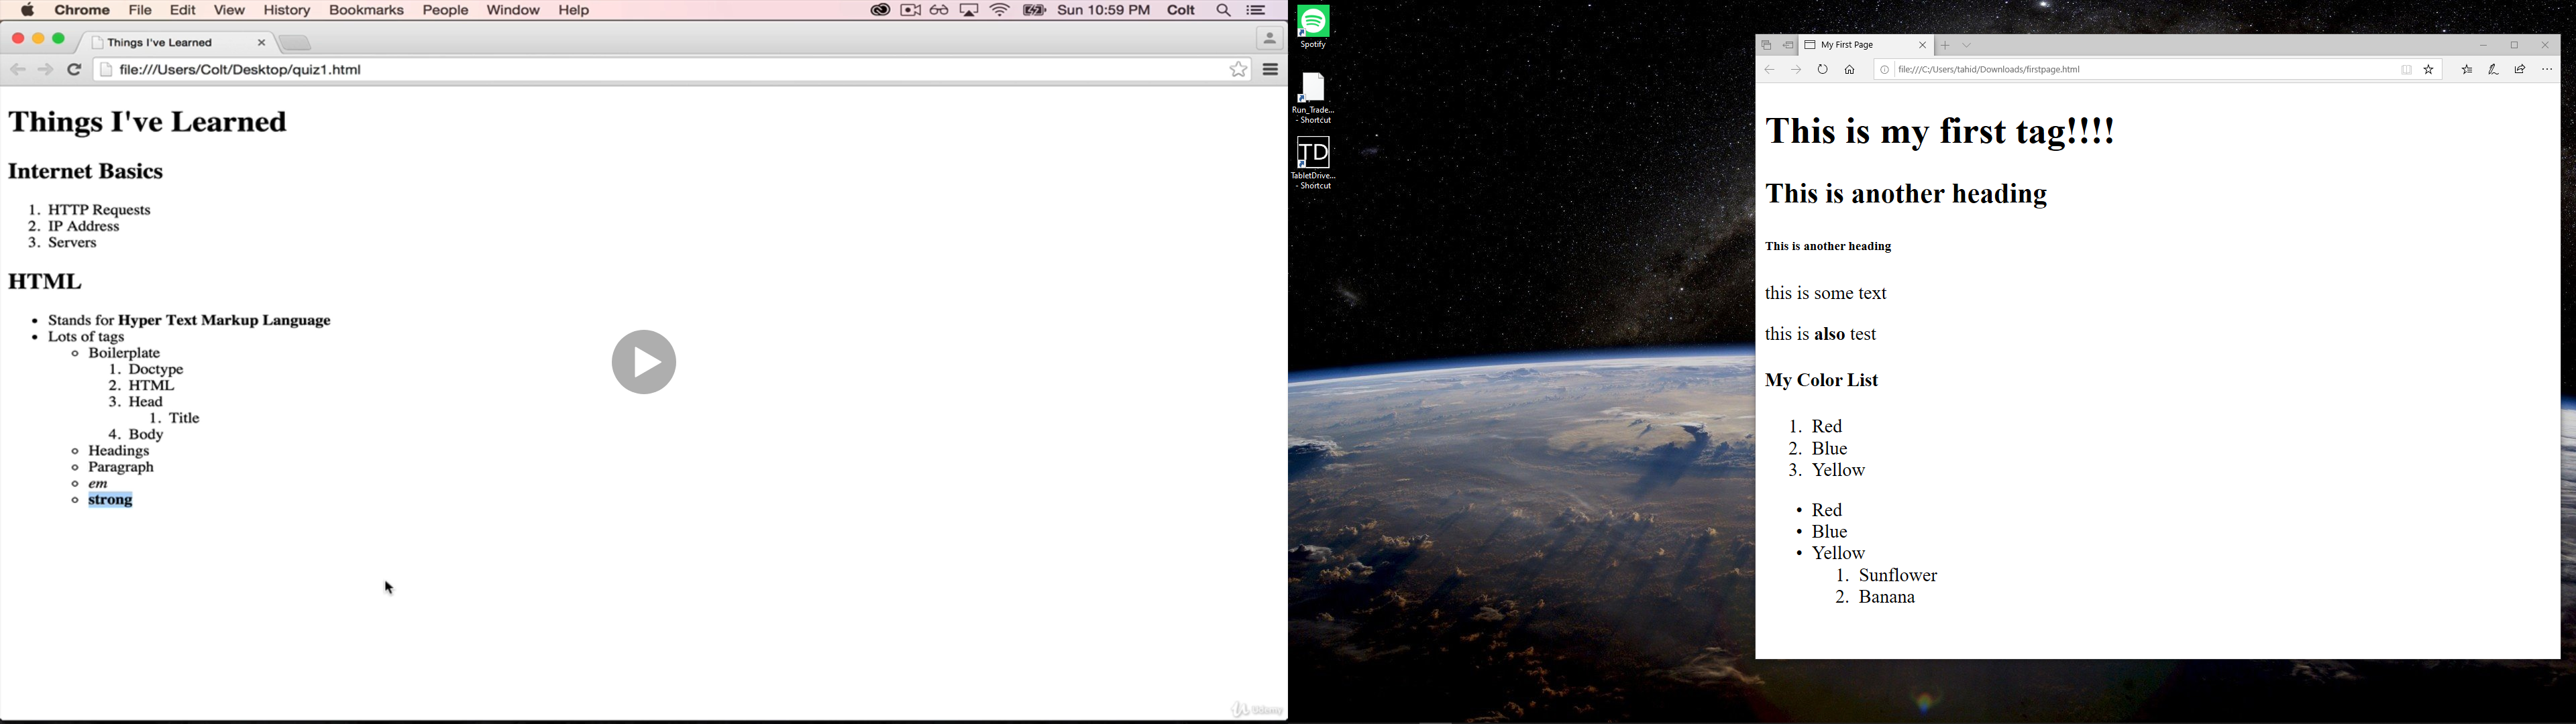 Chrome File Edit View History Bookmarks People Window Help Sun 10:59 PM Colt
Things I've Learned
file:///Users/Colt/Desktop/quiz1.html
Things I've Learned
Internet Basics
1. HTTP Requests
2. IP Address
3. Servers
HTML
• Stands for Hyper Text Markup Language
• Lots of tags
◦ Boilerplate
1. Doctype
2. HTML
3. Head
1. Title
4. Body
◦ Headings
◦ Paragraph
◦ em
◦ strong
Udemy
Spotify
Run_Trade...
- Shortcut
TD
TabletDrive...
- Shortcut
My First Page
file:///C:/Users/tahid/Downloads/firstpage.html
This is my first tag!!!!
This is another heading
This is another heading
this is some text
this is also test
My Color List
1. Red
2. Blue
3. Yellow
• Red
• Blue
• Yellow
1. Sunflower
2. Banana